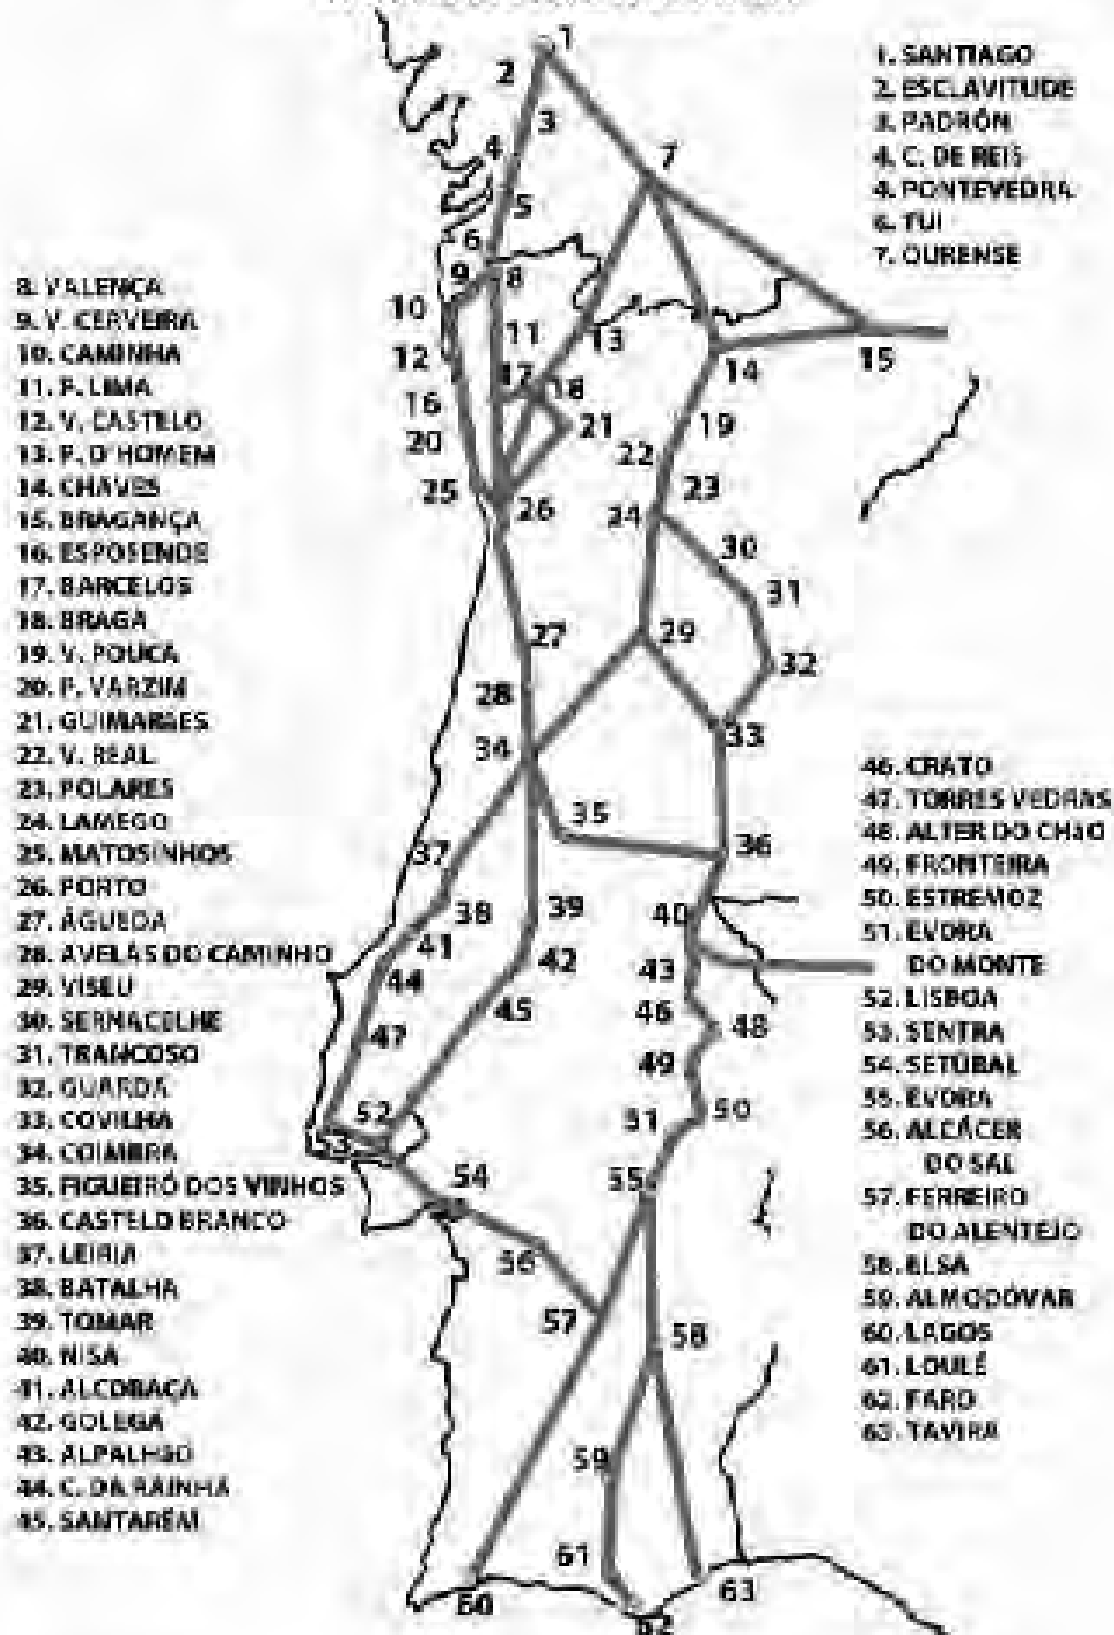 1. SANTIAGO
2. ESCLAVITUDE
3. PADRÓN
4. C. DE REIS
4. PONTEVEDRA
6. TUI
7. OURENSE
8. VALENÇA
9. V. CERVEIRA
10. CAMINHA
11. P. LIMA
12. V. CASTELO
13. P. D'HOMEM
14. CHAVES
15. BRAGANÇA
16. ESPOSENDE
17. BARCELOS
18. BRAGA
19. V. POUCA
20. P. VARZIM
21. GUIMARÃES
22. V. REAL
23. POLARES
24. LAMEGO
25. MATOSINHOS
26. PORTO
27. ÁGUEDA
28. AVELÃS DO CAMINHO
29. VISEU
30. SERNACELHE
31. TRANCOSO
32. GUARDA
33. COVILHA
34. COIMBRA
35. FIGUEIRÓ DOS VINHOS
36. CASTELO BRANCO
37. LEIRIA
38. BATALHA
39. TOMAR
40. NISA
41. ALCOBAÇA
42. GOLEGÃ
43. ALPALHÃO
44. C. DA RAINHA
45. SANTARÉM
46. CRATO
47. TORRES VEDRAS
48. ALTER DO CHÃO
49. FRONTEIRA
50. ESTREMOZ
51. EVORA
DO MONTE
52. LISBOA
53. SENTRA
54. SETÚBAL
55. EVORA
56. ALCÁCER
DO SAL
57. FERREIRO
DO ALENTEJO
58. ELSA
59. ALMODÓVAR
60. LAGOS
61. LOULÉ
62. FARO
63. TAVIRA
1
2
3
4
7
5
6
9
8
10
11
13
12
14
15
17
18
16
21
19
20
22
25
23
26
24
30
31
27
29
32
28
33
34
35
37
36
38
39
40
41
42
43
44
45
46
48
47
49
52
51
50
53
54
55
56
57
58
59
61
60
63
62